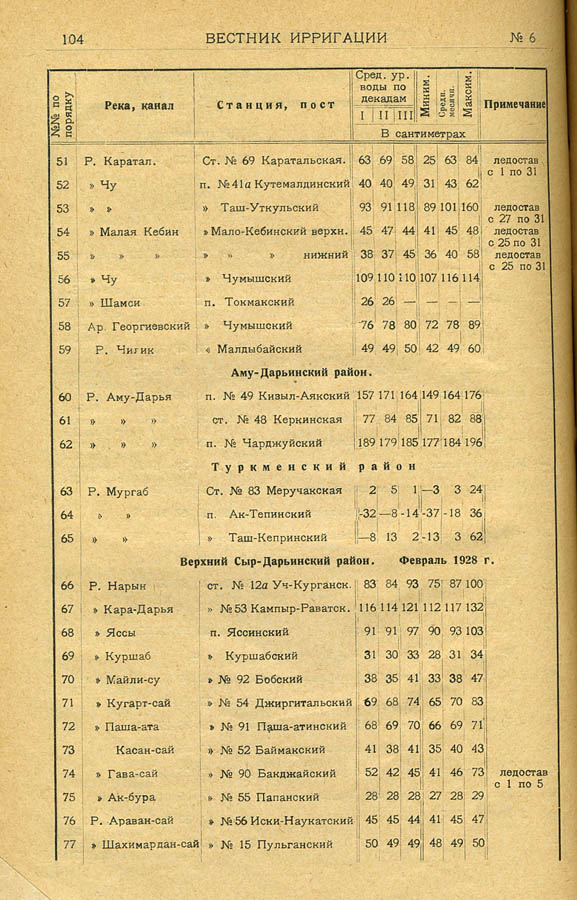 104 ВЕСТНИК ИРРИГАЦИИ № 6
№№ по порядку
Река, канал
Станция, пост
Сред. ур. воды по декадам
I II III
Миним.
Средн. месячн.
Максим.
Примечание
В сантиметрах
51 Р. Каратал. Ст. № 69 Каратальская. 63 69 58 25 63 84 ледостав с 1 по 31
52 » Чу п. №41а Кутемалдинский 40 40 49 31 43 62
53 » » » Таш-Уткульский 93 91 118 89 101 160 ледостав с 27 по 31
54 » Малая Кебин » Мало-Кебинский верхн. 45 47 44 41 45 48 ледостав с 25 по 31
55 » » » » » » нижний 38 37 45 36 40 58 ледостав с 25 по 31
56 » Чу » Чумышский 109 110 110 107 116 114
57 » Шамси п. Токмакский 26 26 — — — —
58 Ар. Георгиевский » Чумышский 76 78 80 72 78 89
59 Р. Чилик « Малдыбайский 49 49 50 42 49 60
Аму-Дарьинский район.
60 Р. Аму-Дарья п. № 49 Кизыл-Аякский 157 171 164 149 164 176
61 » » » ст. № 48 Керкинская 77 84 85 71 82 88
62 » » » п. № Чарджуйский 189 179 185 177 184 196
Туркменский район
63 Р. Мургаб Ст. № 83 Меручакская 2 5 1 —3 3 24
64 » » п. Ак-Тепинский -32 —8 -14 -37 -18 36
65 » » » Таш-Кепринский —8 13 2 -13 3 62
Верхний Сыр-Дарьинский район. Февраль 1928 г.
66 Р. Нарын ст. № 12а Уч-Курганск. 83 84 93 75 87 100
67 » Кара-Дарья » №53 Кампыр-Раватск. 116 114 121 112 117 132
68 » Яссы п. Яссинский 91 91 97 90 93 103
69 » Куршаб » Куршабский 31 30 33 28 31 34
70 » Майли-су » № 92 Бобский 38 35 41 33 38 47
71 » Кугарт-сай » № 54 Джиргитальский 69 68 74 65 70 83
72 » Паша-ата » № 91 Паша-атинский 68 69 70 66 69 71
73 Касан-сай » № 52 Баймакский 41 38 41 35 40 43
74 » Гава-сай » № 90 Бакджайский 52 42 45 41 46 73 ледостав с 1 по 5
75 » Ак-бура » № 55 Папанский 28 28 28 27 28 29
76 Р. Араван-сай » №56 Иски-Наукатский 45 45 44 41 45 47
77 » Шахимардан-сай » № 15 Пульганский 50 49 49 48 49 50